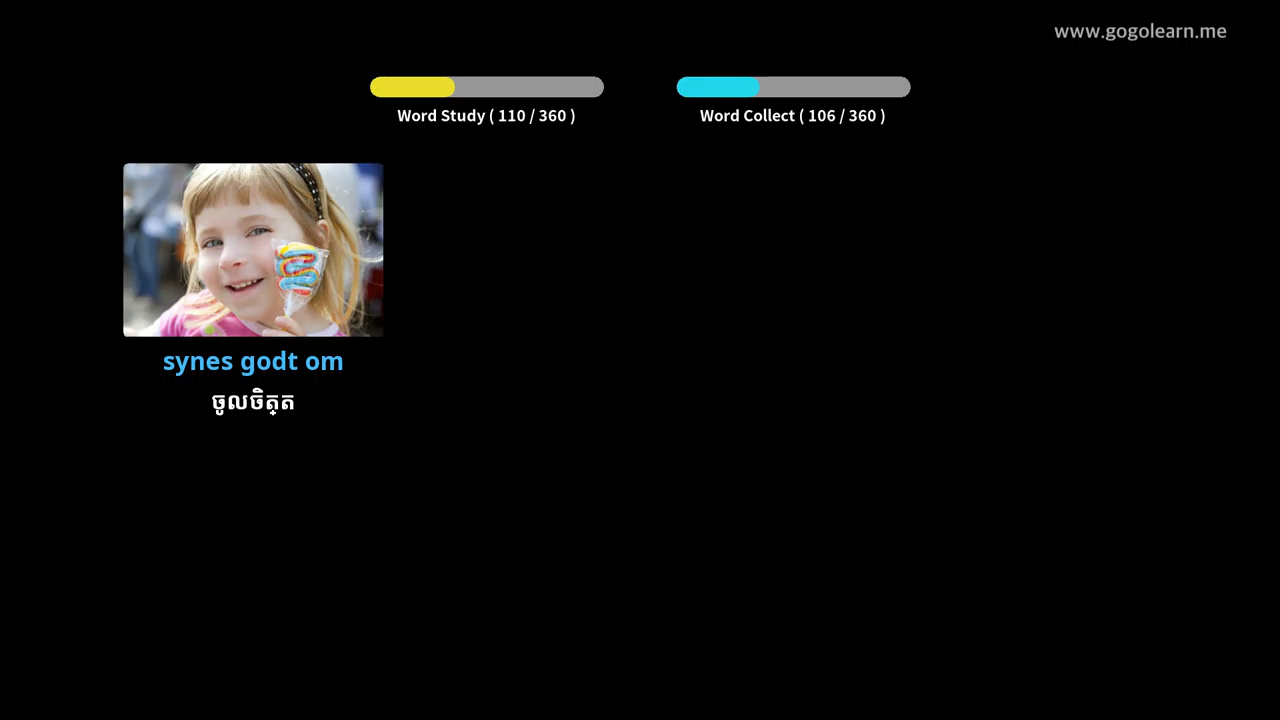 www.gogolearn.me
Word Study ( 110 / 360 )
Word Collect ( 106 / 360 )
synes godt om
ចូលចិត្ត